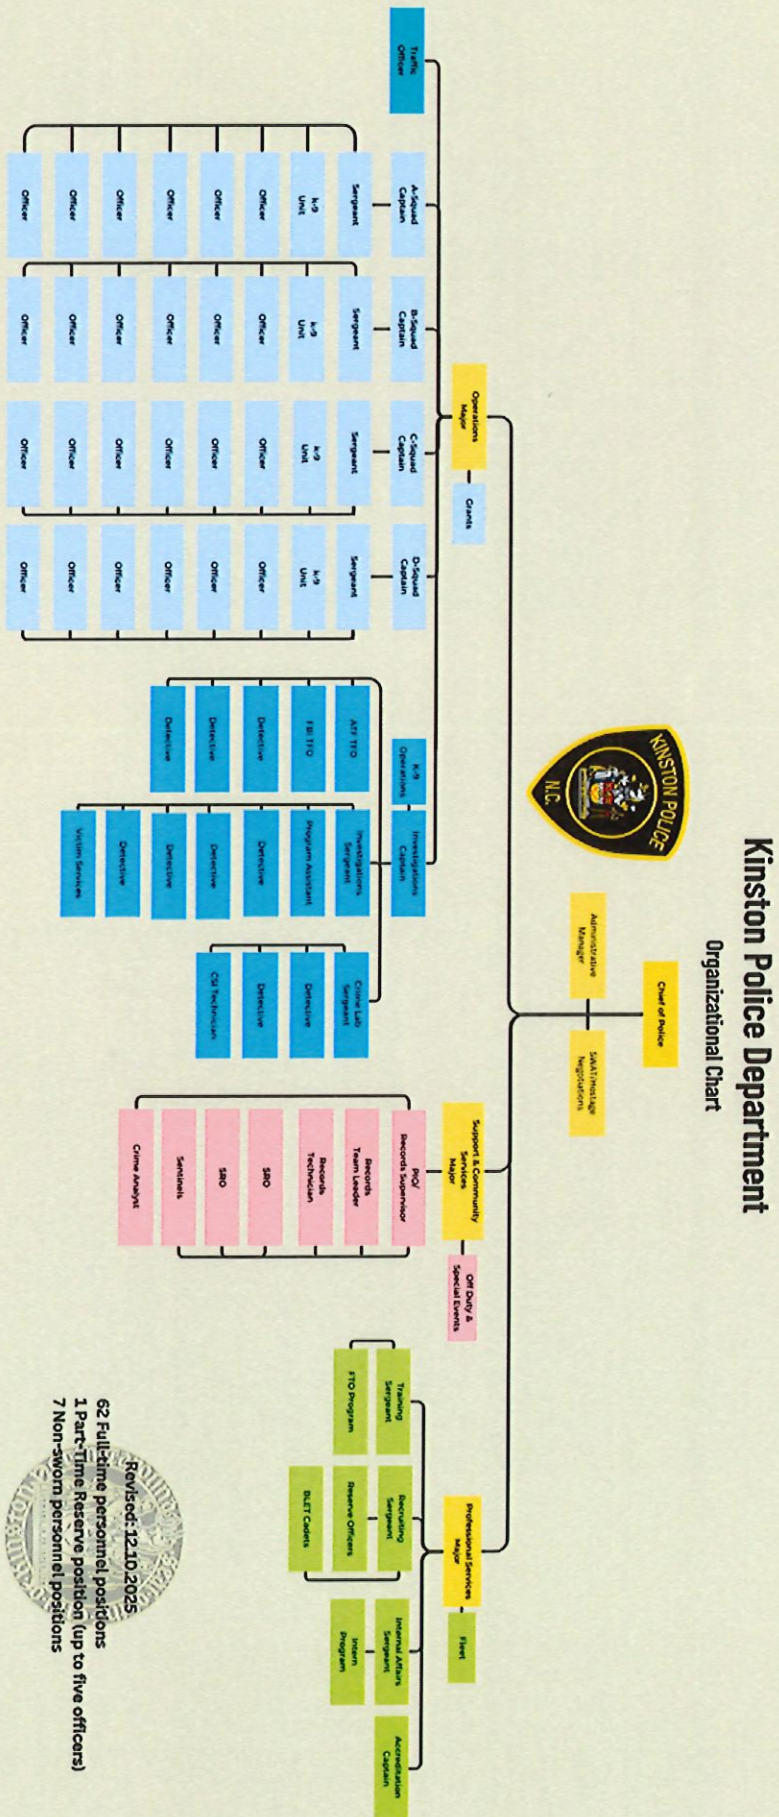 Kinston Police Department
Organizational Chart
KINSTON POLICE
N.C.
Chief of Police
Administrative
Manager
SWAT/Hostage
Negotiations
Operations
Major
Grants
Support & Community
Services
Major
Off Duty &
Special Events
Professional Services
Major
Fleet
Traffic
Officer
A-Squad
Captain
Sergeant
k-9
Unit
Officer
Officer
Officer
Officer
Officer
Officer
B-Squad
Captain
Sergeant
k-9
Unit
Officer
Officer
Officer
Officer
Officer
Officer
C-Squad
Captain
Sergeant
k-9
Unit
Officer
Officer
Officer
Officer
Officer
Officer
D-Squad
Captain
Sergeant
k-9
Unit
Officer
Officer
Officer
Officer
Officer
Officer
K-9
Operations
Investigations
Captain
ATF TFO
FBI TFO
Detective
Detective
Detective
Investigations
Sergeant
Program Assistant
Detective
Detective
Detective
Detective
Victim Services
Crime Lab
Sergeant
Detective
Detective
CSI Technician
PIO/
Records Supervisor
Records
Team Leader
Records
Technician
SRO
SRO
Sentinels
Crime Analyst
Training
Sergeant
FTO Program
Recruiting
Sergeant
Reserve Officers
BLET Cadets
Internal Affairs
Sergeant
Intern
Program
Accreditation
Captain
Revised: 12.10.2025
62 Full-time personnel positions
1 Part-Time Reserve position (up to five officers)
7 Non-sworn personnel positions